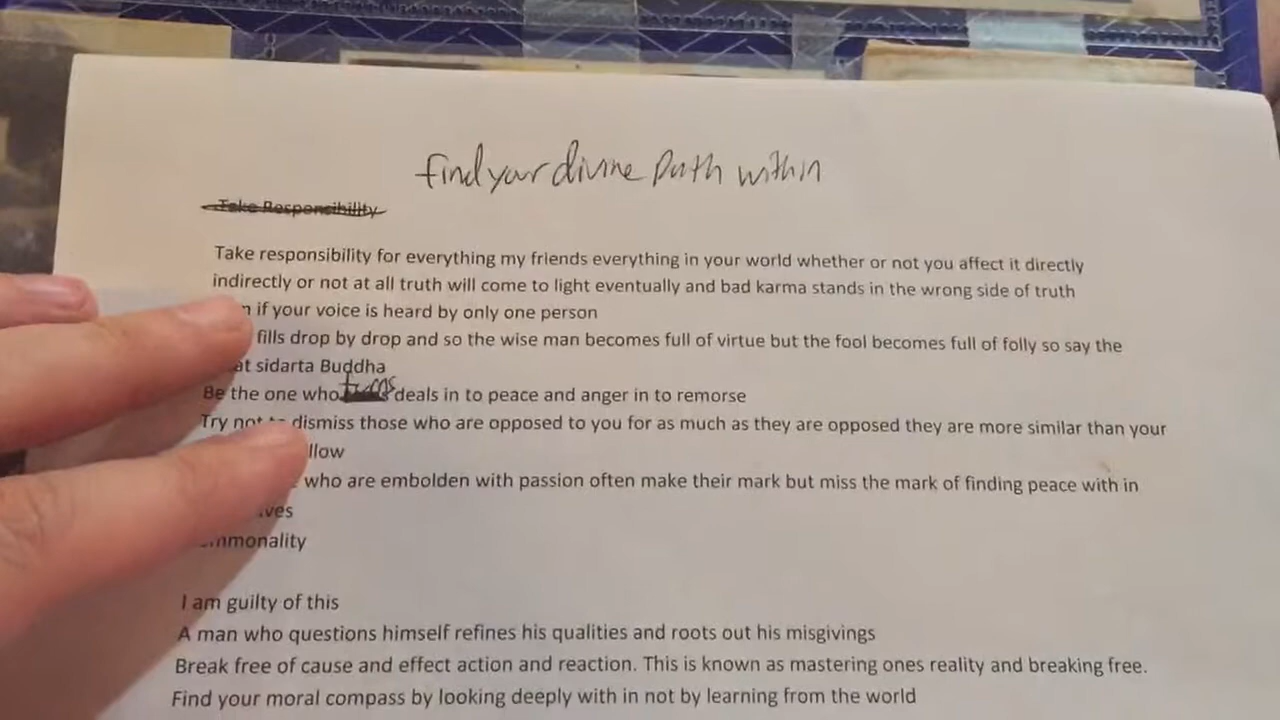 find your divine path within
Take Responsibility
Take responsibility for everything my friends everything in your world whether or not you affect it directly
indirectly or not at all truth will come to light eventually and bad karma stands in the wrong side of truth
if your voice is heard by only one person
fills drop by drop and so the wise man becomes full of virtue but the fool becomes full of folly so say the
sidarta Buddha
Be the one who turns deals in to peace and anger in to remorse
Try not dismiss those who are opposed to you for as much as they are opposed they are more similar than your
who are embolden with passion often make their mark but miss the mark of finding peace with in
I am guilty of this
A man who questions himself refines his qualities and roots out his misgivings
Break free of cause and effect action and reaction. This is known as mastering ones reality and breaking free.
Find your moral compass by looking deeply with in not by learning from the world